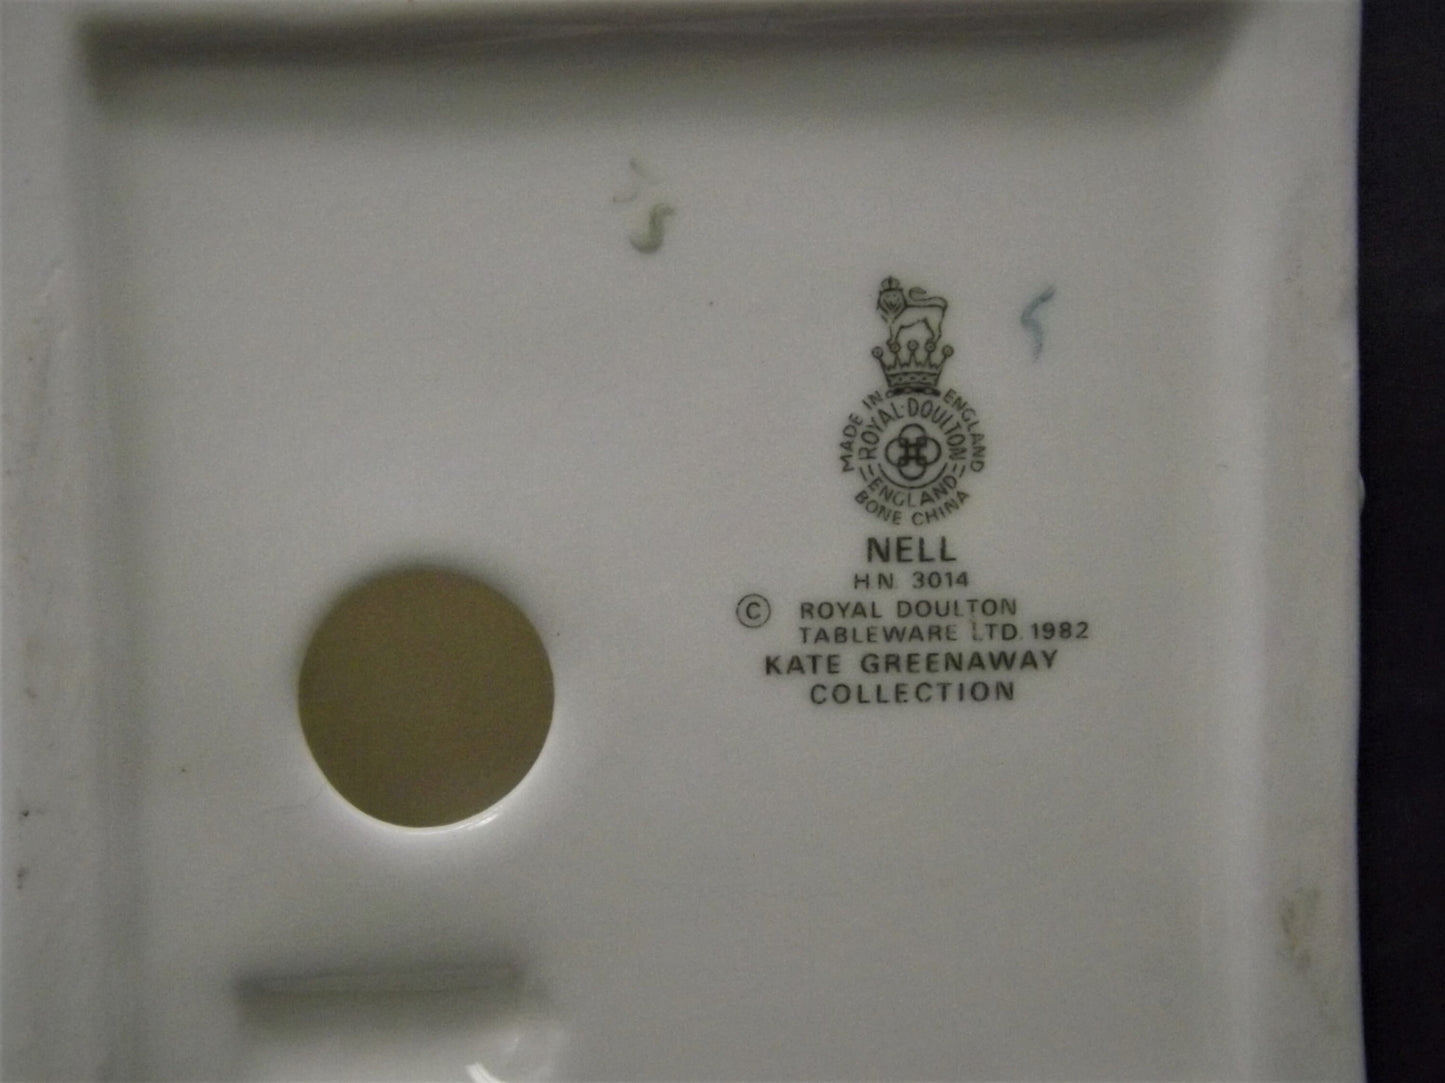 MADE IN ENGLAND
ROYAL·DOULTON
ENGLAND
BONE CHINA
NELL
H N 3014
© ROYAL DOULTON
TABLEWARE LTD. 1982
KATE GREENAWAY
COLLECTION